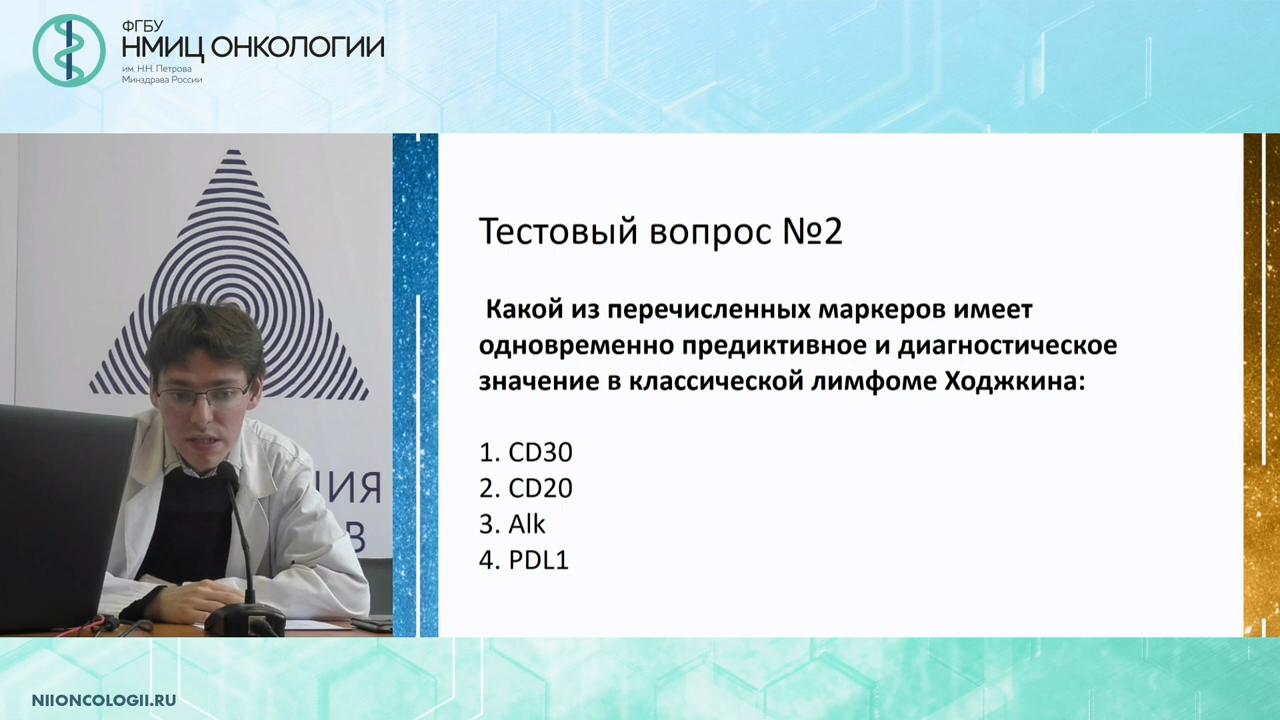 ФГБУ
НМИЦ ОНКОЛОГИИ
им. Н.Н. Петрова
Минздрава России
Тестовый вопрос №2
Какой из перечисленных маркеров имеет
одновременно предиктивное и диагностическое
значение в классической лимфоме Ходжкина:
1. CD30
2. CD20
3. Alk
4. PDL1
NIIONCOLOGII.RU